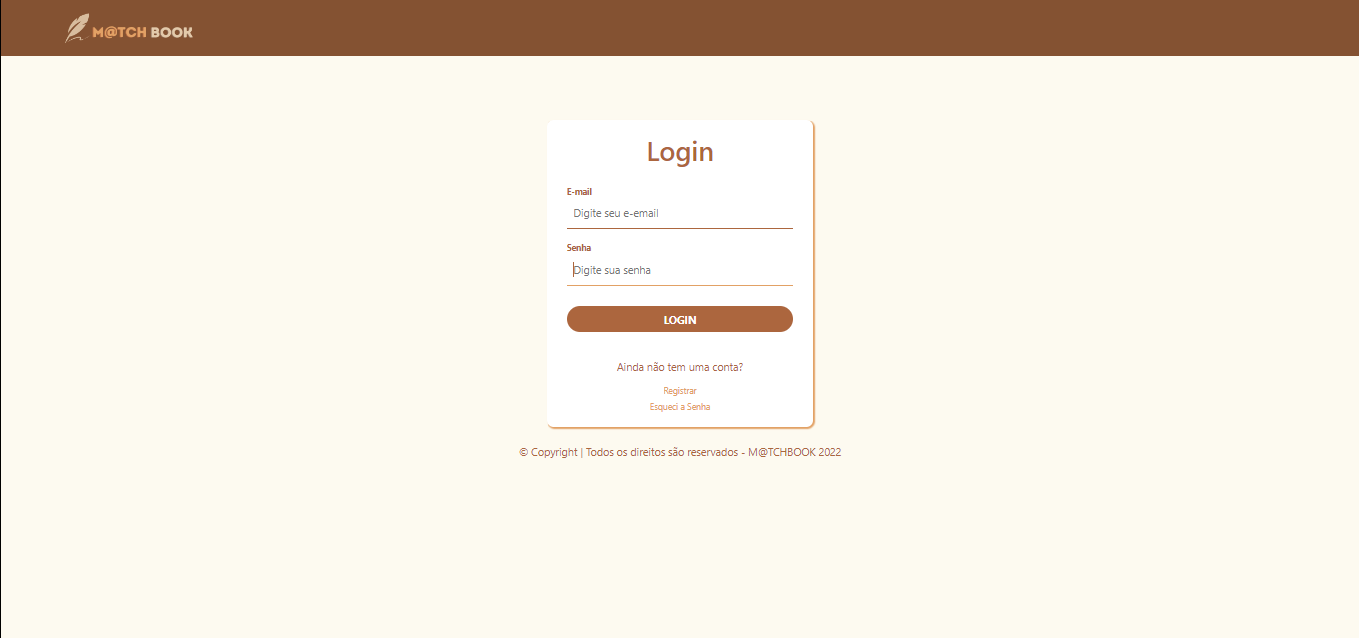 M@TCH BOOK
Login
E-mail
Digite seu e-email
Senha
Digite sua senha
LOGIN
Ainda não tem uma conta?
Registrar
Esqueci a Senha
© Copyright | Todos os direitos são reservados - M@TCHBOOK 2022